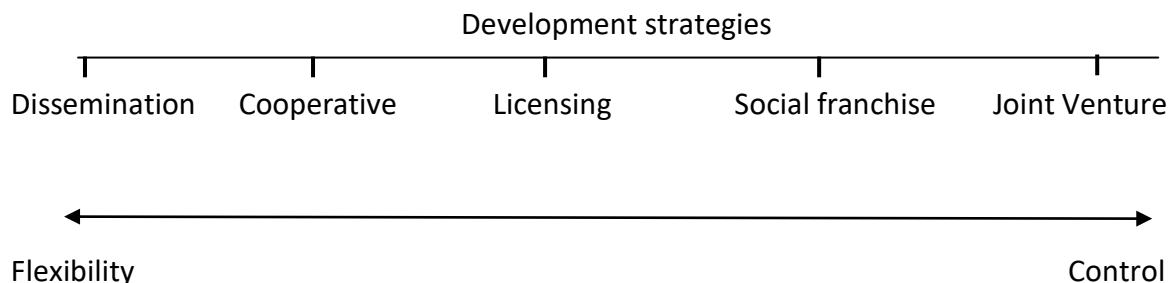 Development strategies
Dissemination Cooperative Licensing Social franchise Joint Venture
Flexibility Control